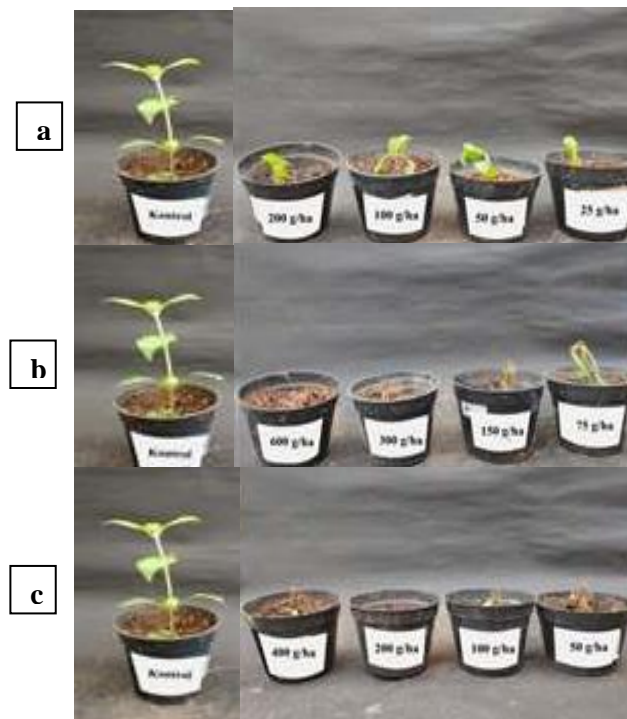 a
Kontrol
200 g/ha
100 g/ha
50 g/ha
25 g/ha
b
Kontrol
600 g/ha
300 g/ha
150 g/ha
75 g/ha
c
Kontrol
400 g/ha
200 g/ha
100 g/ha
50 g/ha